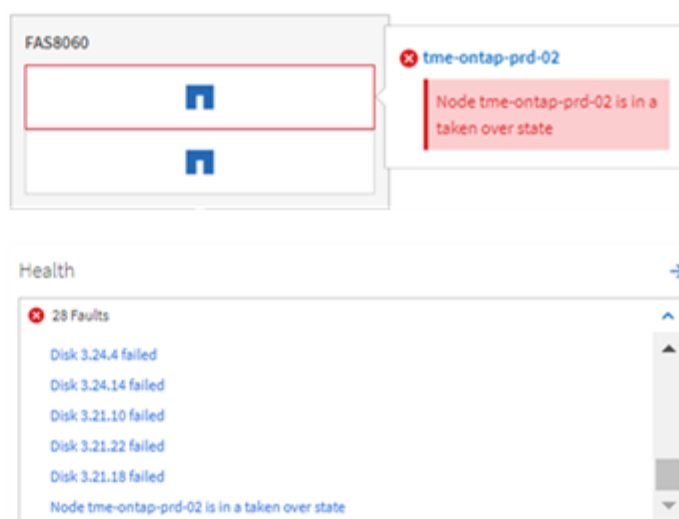 FAS8060
tme-ontap-prd-02
Node tme-ontap-prd-02 is in a
taken over state
Health
28 Faults
Disk 3.24.4 failed
Disk 3.24.14 failed
Disk 3.21.10 failed
Disk 3.21.22 failed
Disk 3.21.18 failed
Node tme-ontap-prd-02 is in a taken over state